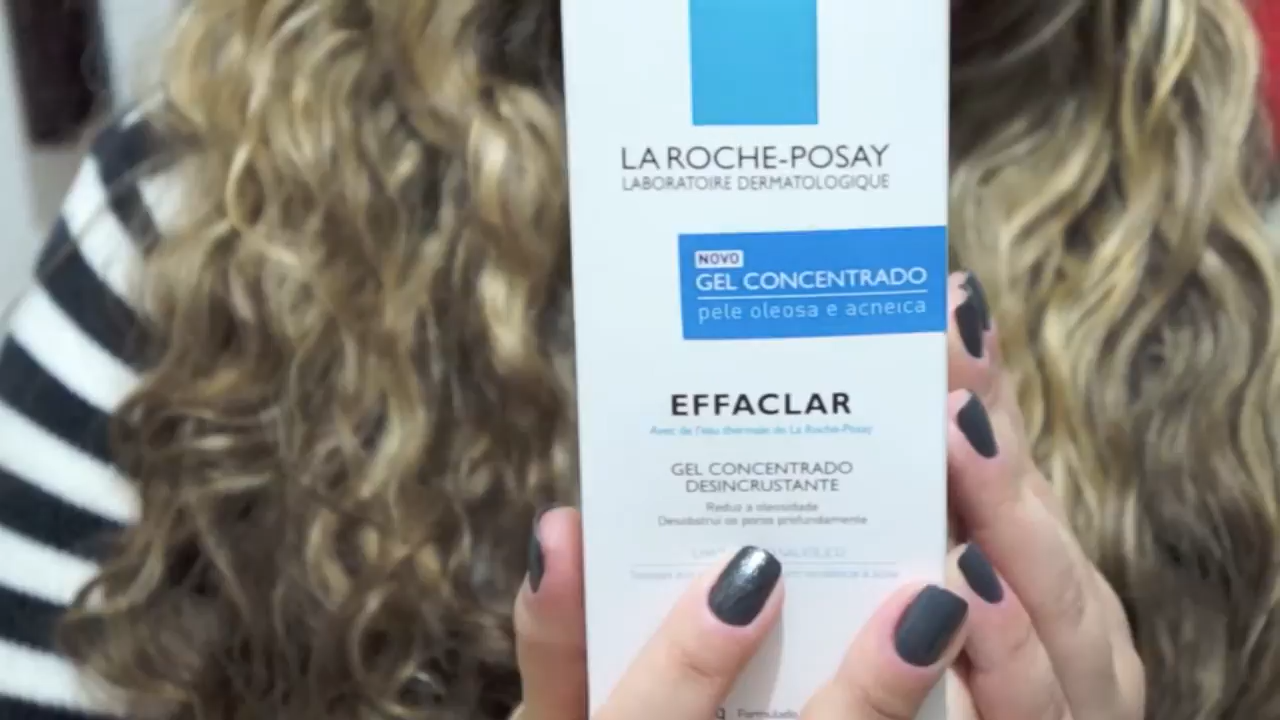 LA ROCHE-POSAY
LABORATOIRE DERMATOLOGIQUE
NOVO
GEL CONCENTRADO
pele oleosa e acneica
EFFACLAR
Avec de l'eau thermale de La Roche-Posay
GEL CONCENTRADO
DESINCRUSTANTE
Reduz a oleosidade
Desobstrui os poros profundamente
Formulado